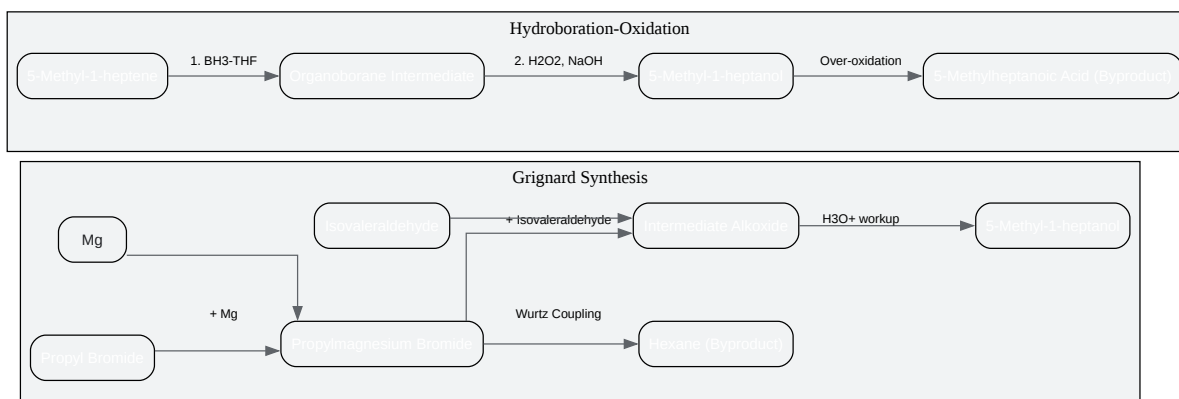 Hydroboration-Oxidation
5-Methyl-1-heptene
1. BH3-THF
Organoborane Intermediate
2. H2O2, NaOH
5-Methyl-1-heptanol
Over-oxidation
5-Methylheptanoic Acid (Byproduct)
Grignard Synthesis
Mg
Isovaleraldehyde
+ Isovaleraldehyde
Intermediate Alkoxide
H3O+ workup
5-Methyl-1-heptanol
+ Mg
Propyl Bromide
Propylmagnesium Bromide
Wurtz Coupling
Hexane (Byproduct)